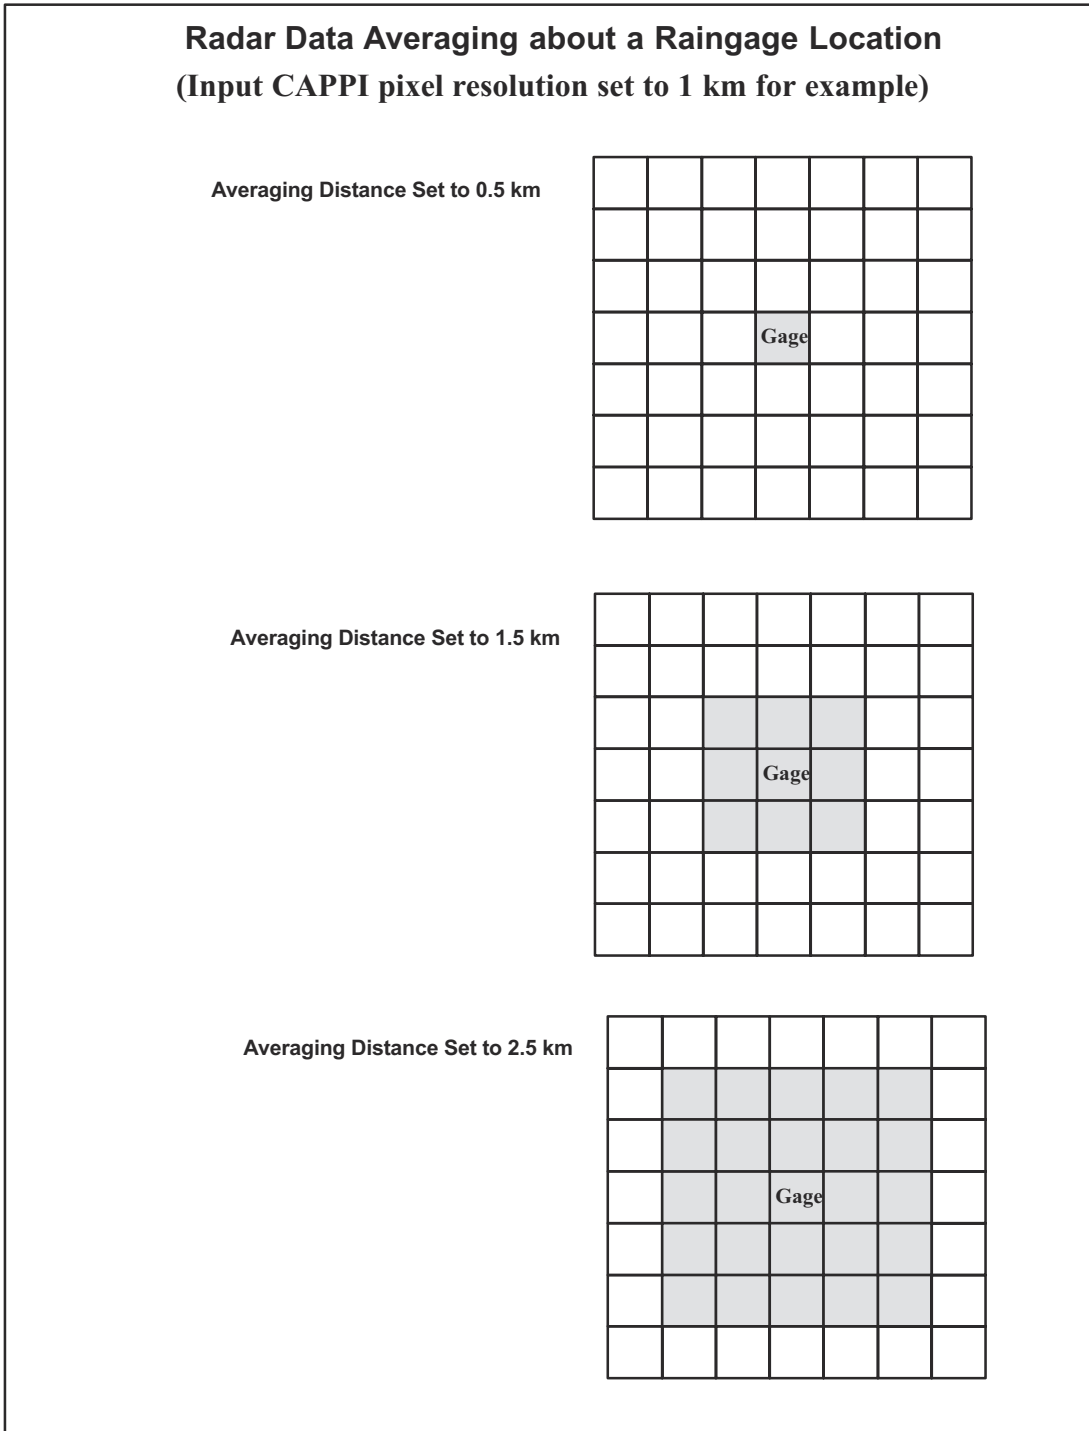 Radar Data Averaging about a Raingage Location
(Input CAPPI pixel resolution set to 1 km for example)
Averaging Distance Set to 0.5 km
Gage
Averaging Distance Set to 1.5 km
Gage
Averaging Distance Set to 2.5 km
Gage